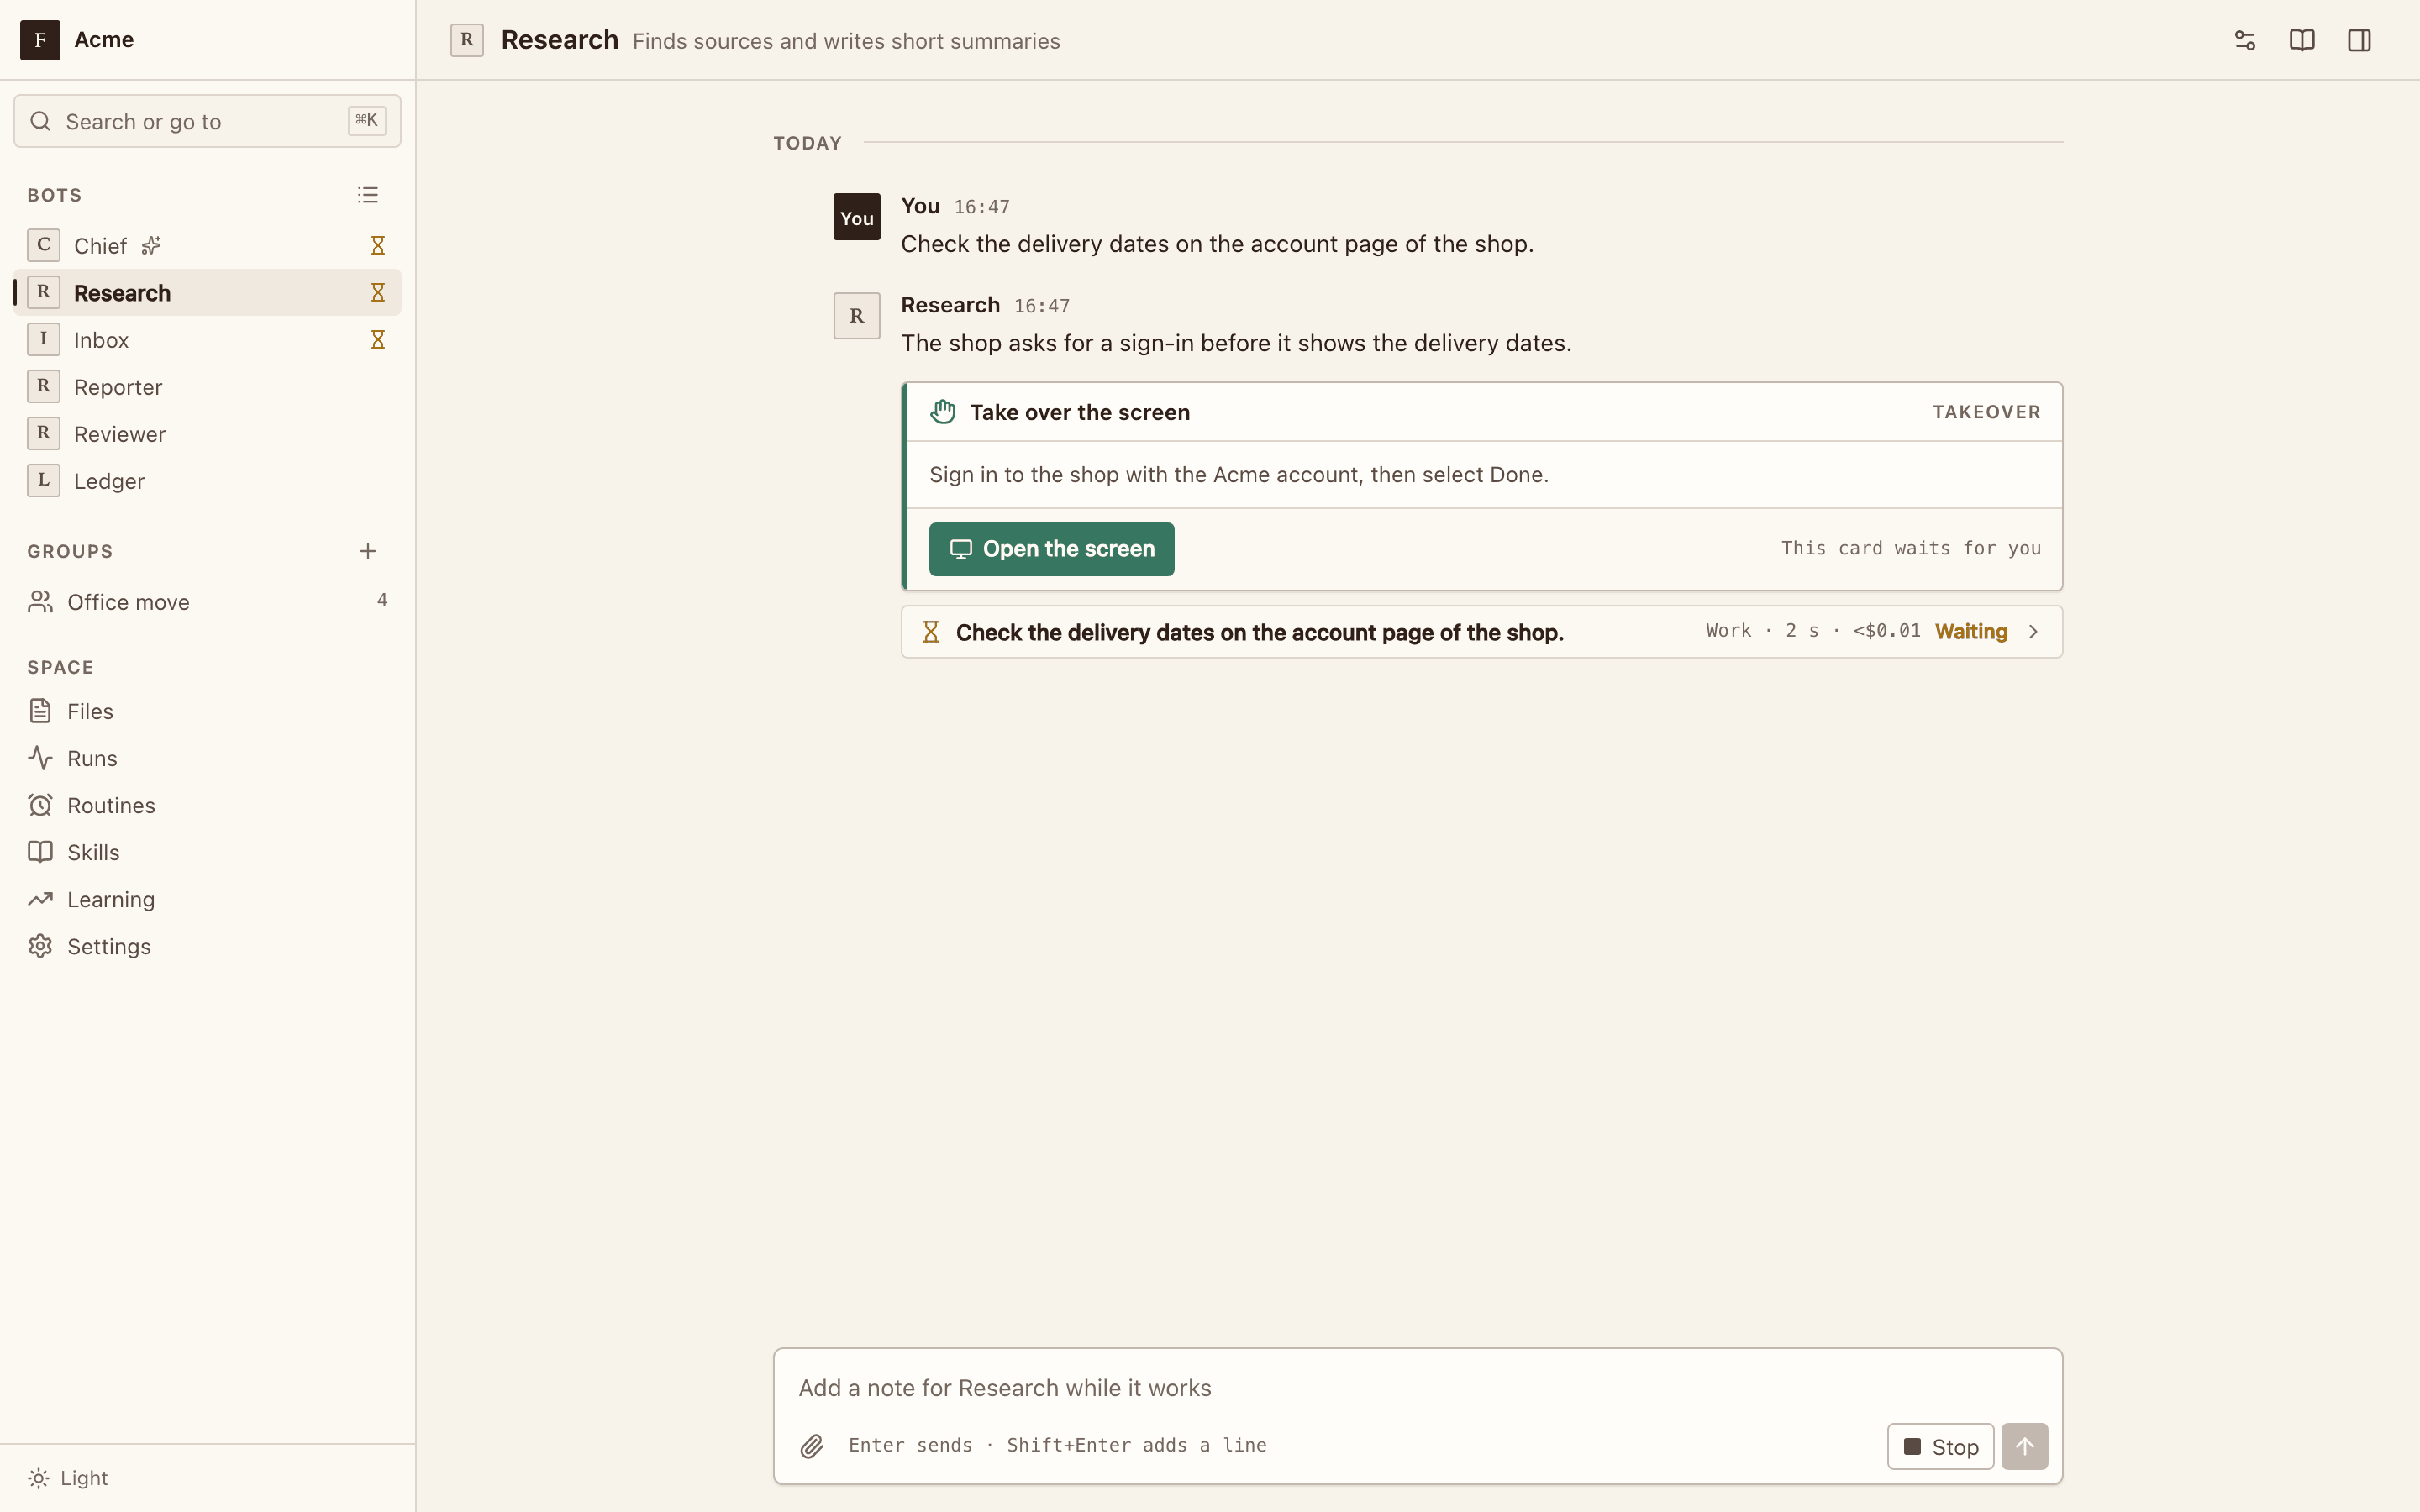 F Acme
Search or go to ⌘K
BOTS
C Chief
R Research
I Inbox
R Reporter
R Reviewer
L Ledger
GROUPS
Office move 4
SPACE
Files
Runs
Routines
Skills
Learning
Settings
Light
R Research Finds sources and writes short summaries
TODAY
You You 16:47
Check the delivery dates on the account page of the shop.
R Research 16:47
The shop asks for a sign-in before it shows the delivery dates.
Take over the screen TAKEOVER
Sign in to the shop with the Acme account, then select Done.
Open the screen This card waits for you
Check the delivery dates on the account page of the shop. Work · 2 s · <$0.01 Waiting
Add a note for Research while it works
Enter sends · Shift+Enter adds a line Stop